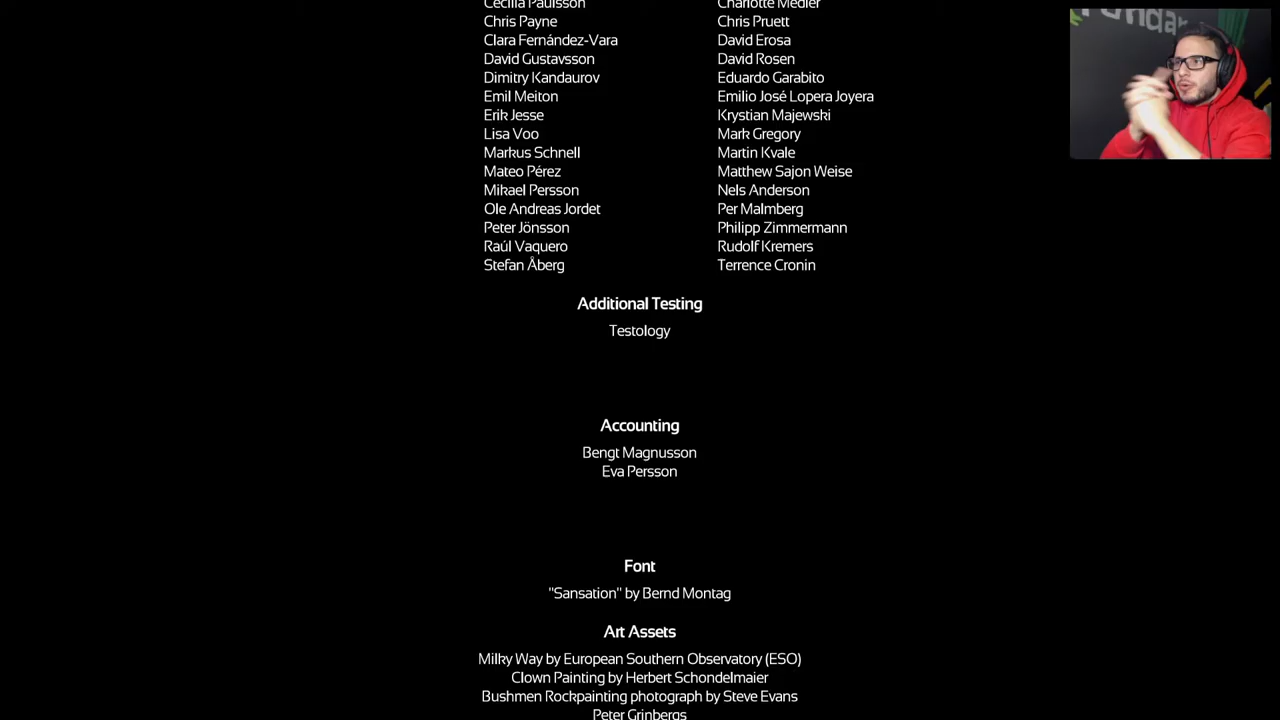 Cecilia Paulsson
Charlotte Medler
Chris Payne
Chris Pruett
Clara Fernández-Vara
David Erosa
David Gustavsson
David Rosen
Dimitry Kandaurov
Eduardo Garabito
Emil Meiton
Emilio José Lopera Joyera
Erik Jesse
Krystian Majewski
Lisa Voo
Mark Gregory
Markus Schnell
Martin Kvale
Mateo Pérez
Matthew Sajon Weise
Mikael Persson
Nels Anderson
Ole Andreas Jordet
Per Malmberg
Peter Jönsson
Philipp Zimmermann
Raúl Vaquero
Rudolf Kremers
Stefan Åberg
Terrence Cronin
Additional Testing
Testology
Accounting
Bengt Magnusson
Eva Persson
Font
"Sansation" by Bernd Montag
Art Assets
Milky Way by European Southern Observatory (ESO)
Clown Painting by Herbert Schondelmaier
Bushmen Rockpainting photograph by Steve Evans
Peter Grinbergs